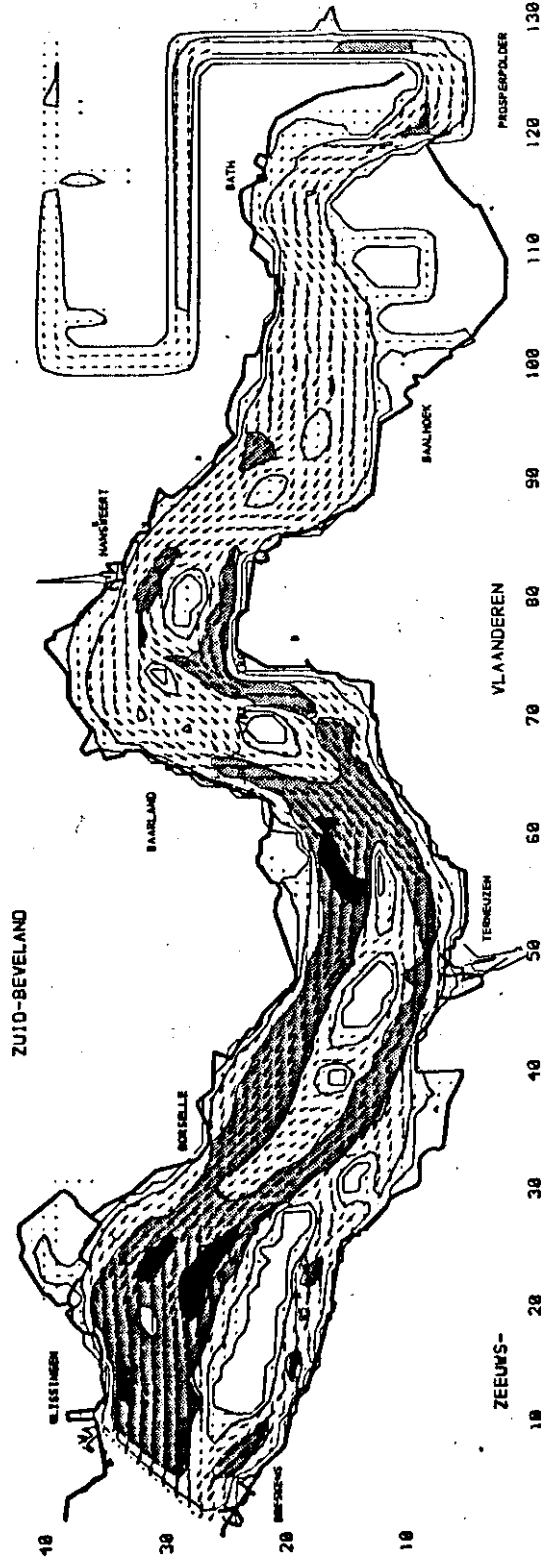 ZUID-BEVELAND
VLISSINGEN
BORSELLE
BAARLAND
HANSWEERT
BATH
BRESKENS
TERNEUZEN
BAALHOEK
PROSPERPOLDER
ZEEUWS-
VLAANDEREN
40
30
20
10
10 20 30 40 50 60 70 80 90 100 110 120 130